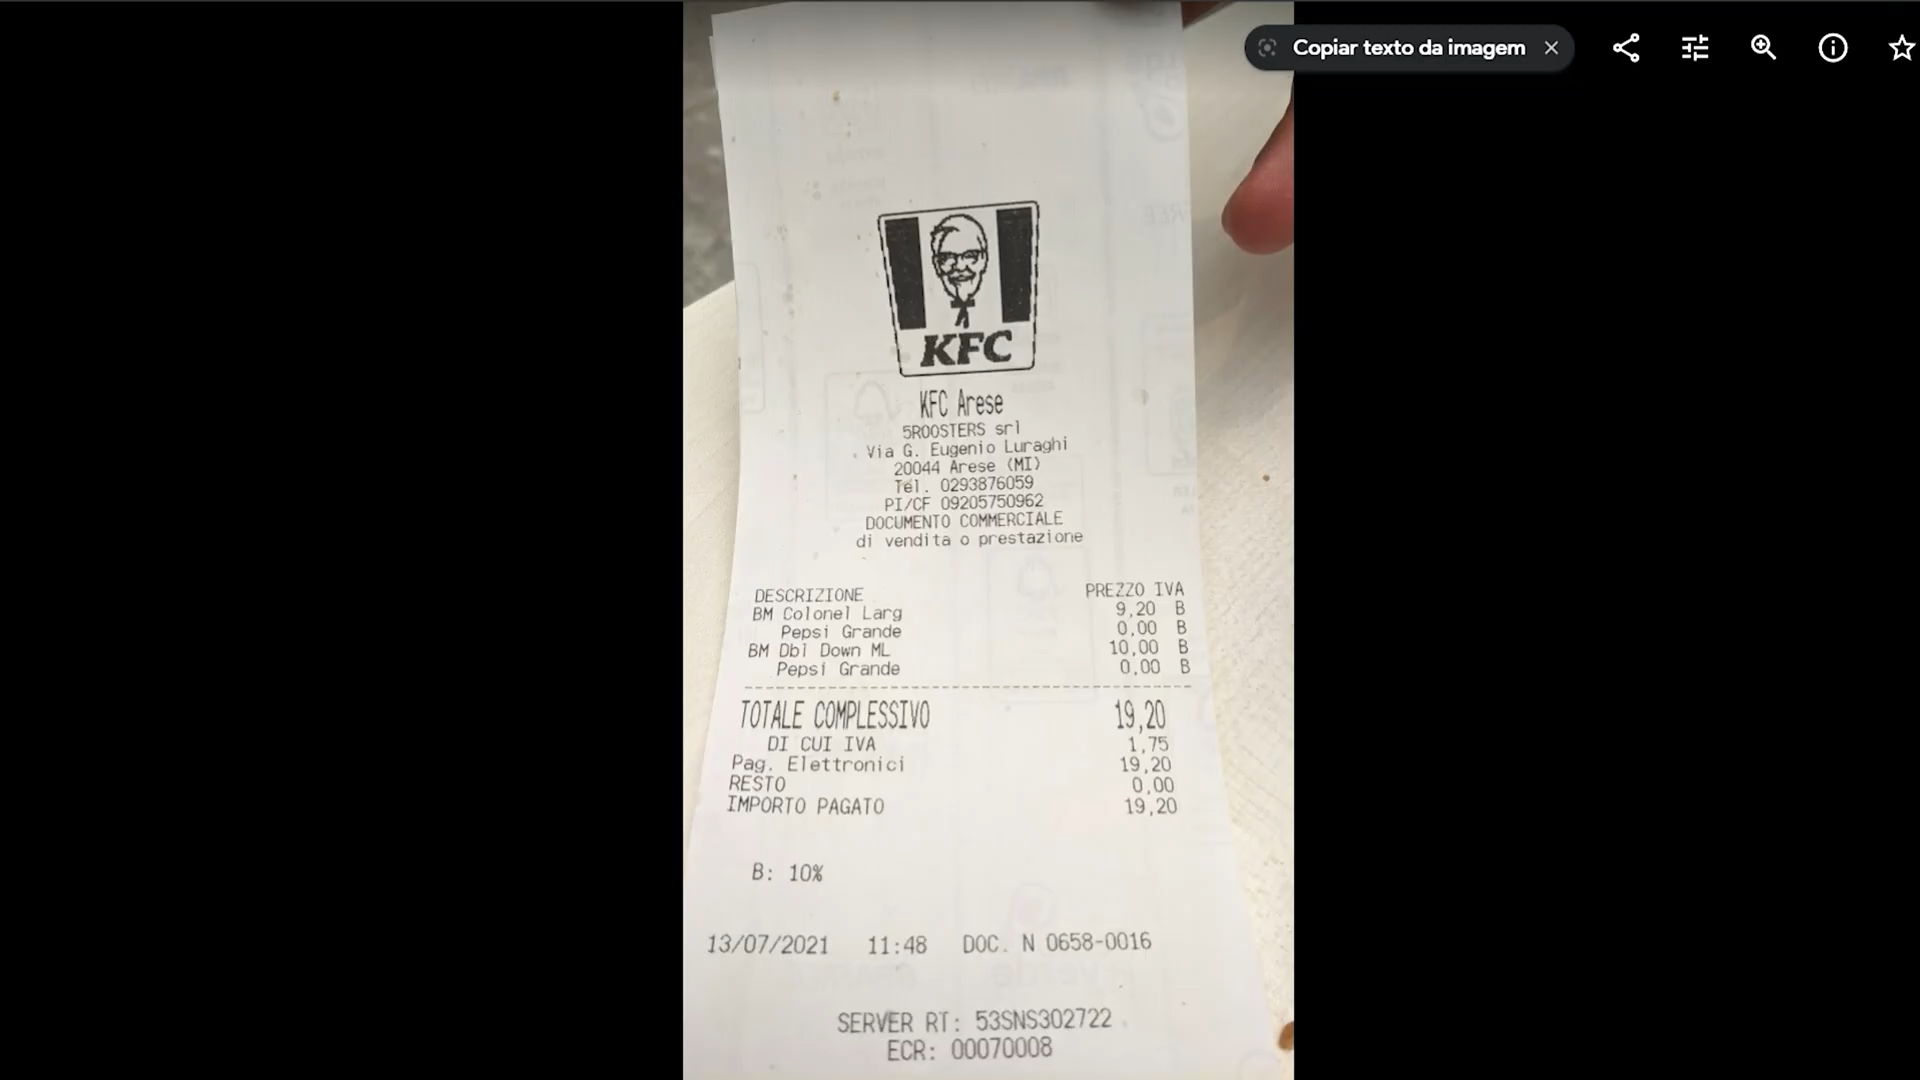 Copiar texto da imagem
KFC
KFC Arese
5ROOSTERS srl
Via G. Eugenio Luraghi
20044 Arese (MI)
Tel. 0293876059
PI/CF 09205750962
DOCUMENTO COMMERCIALE
di vendita o prestazione
DESCRIZIONE PREZZO IVA
BM Colonel Larg 9,20 B
Pepsi Grande 0,00 B
BM Dbl Down ML 10,00 B
Pepsi Grande 0,00 B
TOTALE COMPLESSIVO 19,20
DI CUI IVA 1,75
Pag. Elettronici 19,20
RESTO 0,00
IMPORTO PAGATO 19,20
B: 10%
13/07/2021 11:48 DOC. N 0658-0016
SERVER RT: 53SNS302722
ECR: 00070008